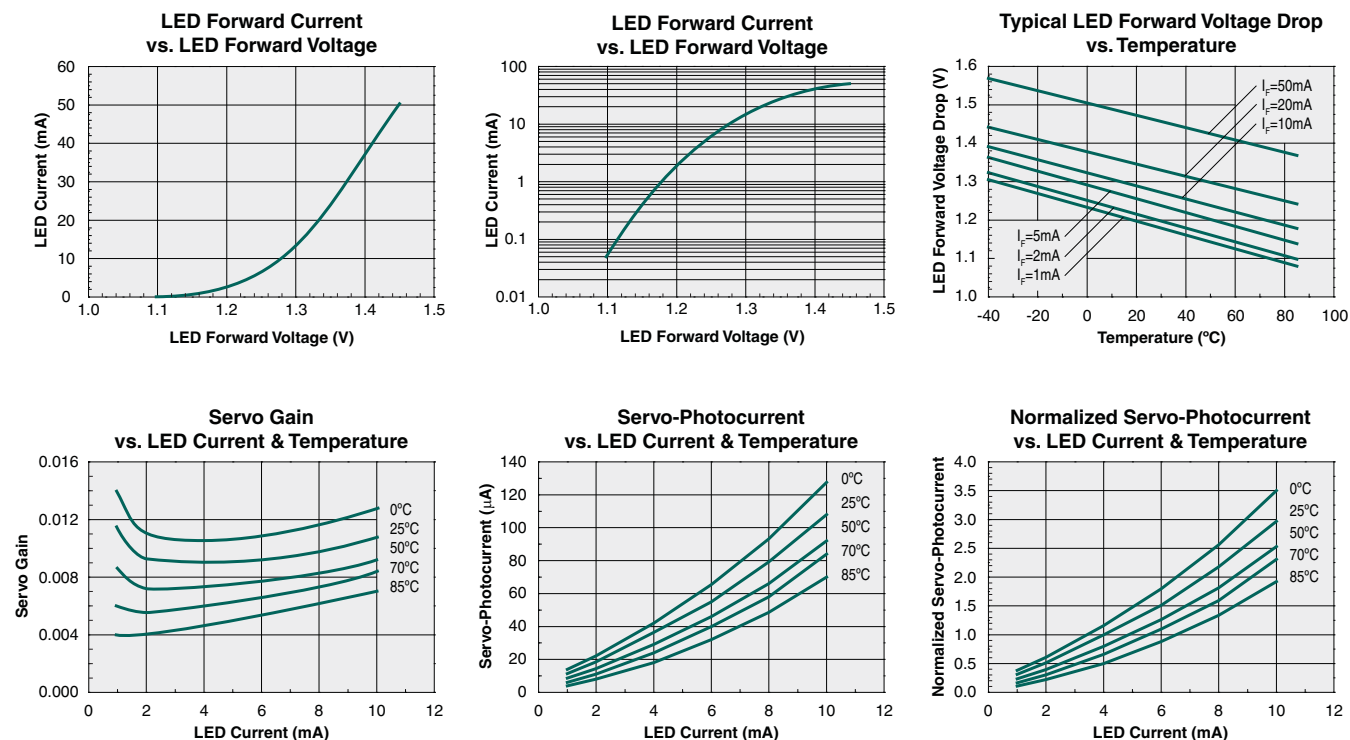 LED Forward Current
vs. LED Forward Voltage
60
50
40
30
20
10
0
1.0
1.1
1.2
1.3
1.4
1.5
LED Current (mA)
LED Forward Voltage (V)
LED Forward Current
vs. LED Forward Voltage
100
10
1
0.1
0.01
1.0
1.1
1.2
1.3
1.4
1.5
LED Current (mA)
LED Forward Voltage (V)
Typical LED Forward Voltage Drop
vs. Temperature
1.6
1.5
1.4
1.3
1.2
1.1
1.0
-40
-20
0
20
40
60
80
100
LED Forward Voltage Drop (V)
Temperature (ºC)
IF=50mA
IF=20mA
IF=10mA
IF=5mA
IF=2mA
IF=1mA
Servo Gain
vs. LED Current & Temperature
0.016
0.012
0.008
0.004
0.000
0
2
4
6
8
10
12
Servo Gain
LED Current (mA)
0ºC
25ºC
50ºC
70ºC
85ºC
Servo-Photocurrent
vs. LED Current & Temperature
140
120
100
80
60
40
20
0
0
2
4
6
8
10
12
Servo-Photocurrent (μA)
LED Current (mA)
0ºC
25ºC
50ºC
70ºC
85ºC
Normalized Servo-Photocurrent
vs. LED Current & Temperature
4.0
3.5
3.0
2.5
2.0
1.5
1.0
0.5
0.0
0
2
4
6
8
10
12
Normalized Servo-Photocurrent
LED Current (mA)
0ºC
25ºC
50ºC
70ºC
85ºC